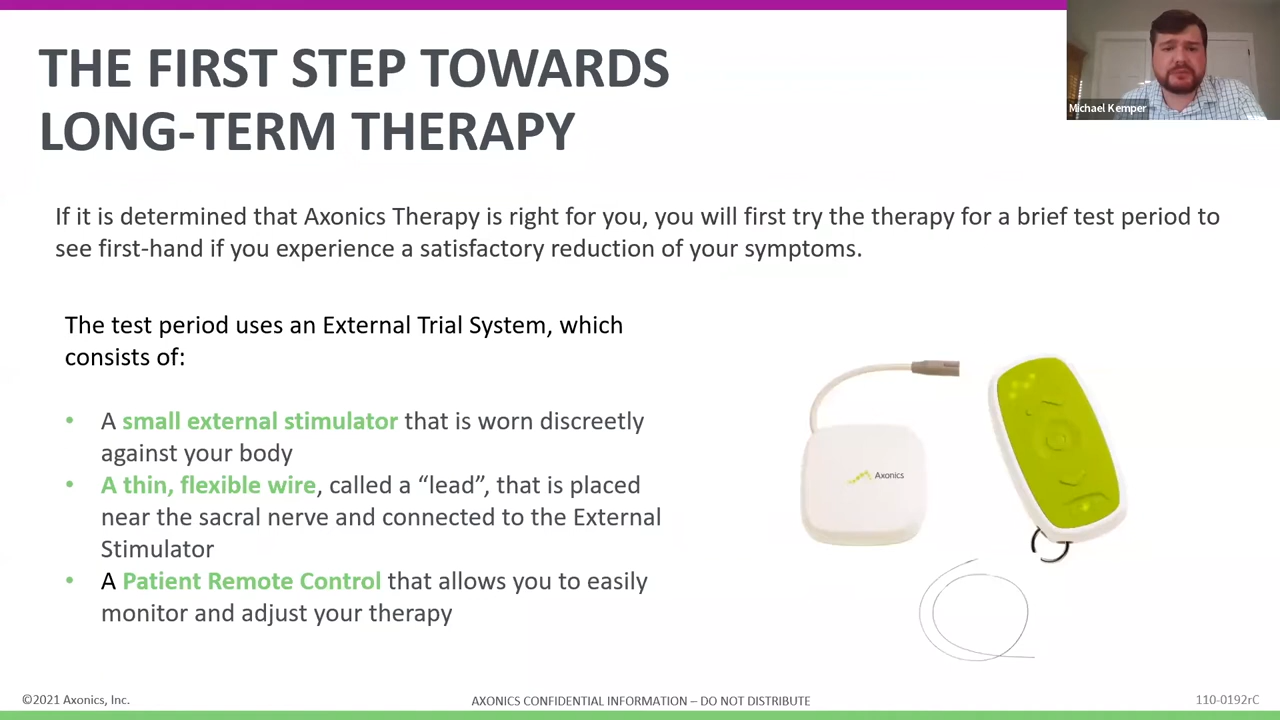 THE FIRST STEP TOWARDS
LONG-TERM THERAPY
Michael Kemper
If it is determined that Axonics Therapy is right for you, you will first try the therapy for a brief test period to
see first-hand if you experience a satisfactory reduction of your symptoms.
The test period uses an External Trial System, which
consists of:
• A small external stimulator that is worn discreetly
against your body
• A thin, flexible wire, called a “lead”, that is placed
near the sacral nerve and connected to the External
Stimulator
• A Patient Remote Control that allows you to easily
monitor and adjust your therapy
Axonics
©2021 Axonics, Inc.
AXONICS CONFIDENTIAL INFORMATION – DO NOT DISTRIBUTE
110-0192rC